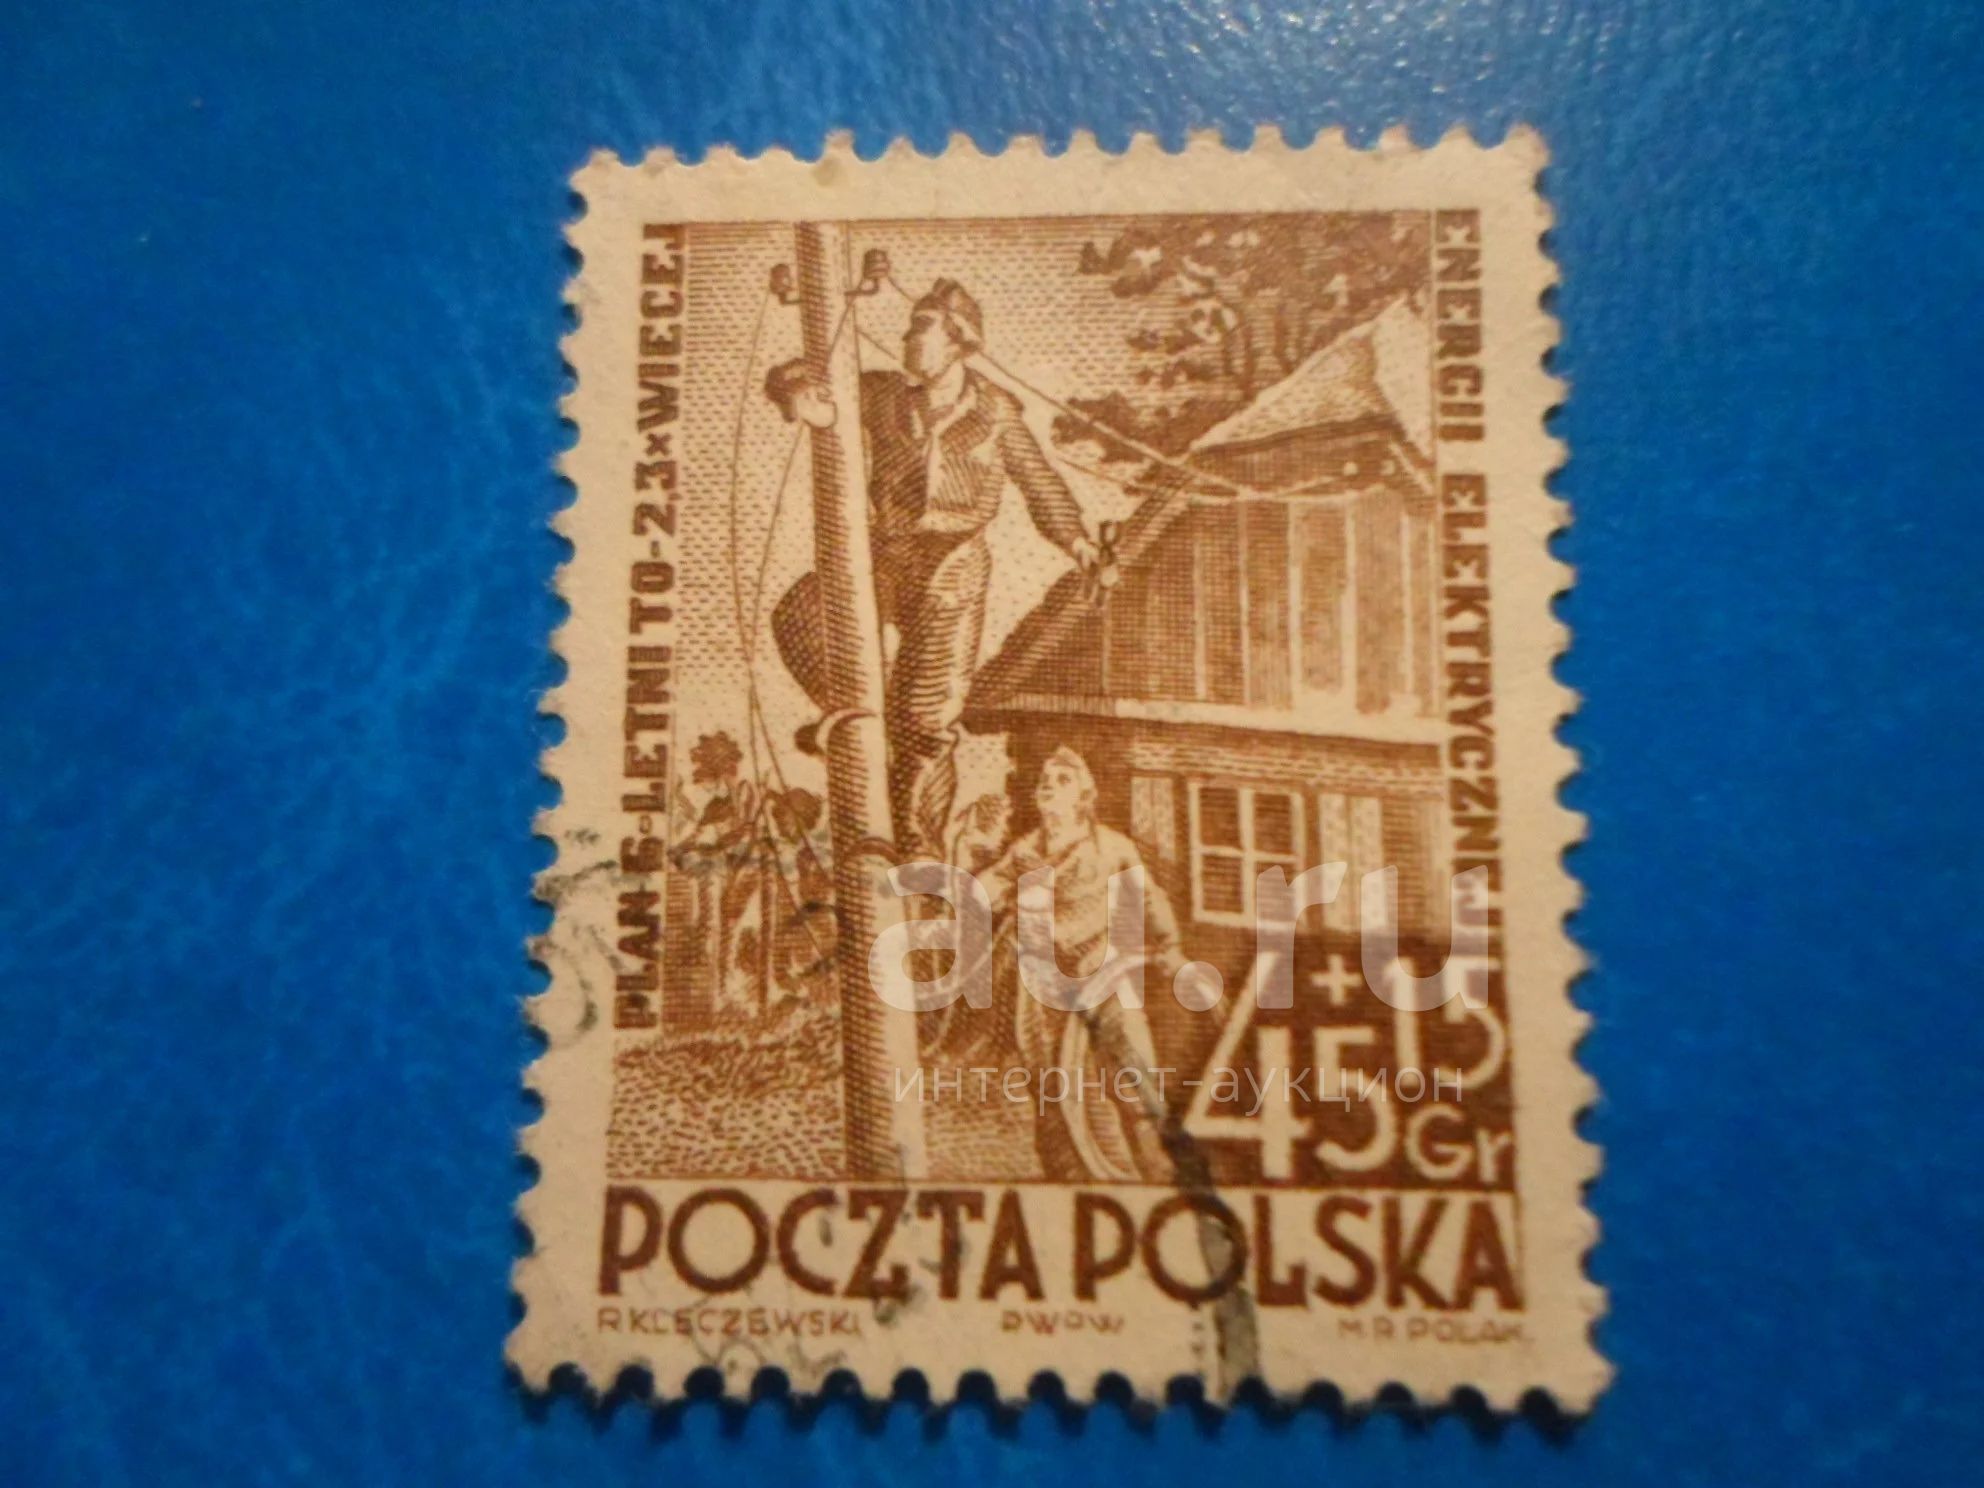 PLAN 6-LETNI TO-2,3×WIĘCEJ
ENERGII ELEKTRYCZNEJ
45+15
Gr
POCZTA POLSKA
R.KLECZEWSKI PWPW M.R.POLAK.
au.ru
интернет-аукцион